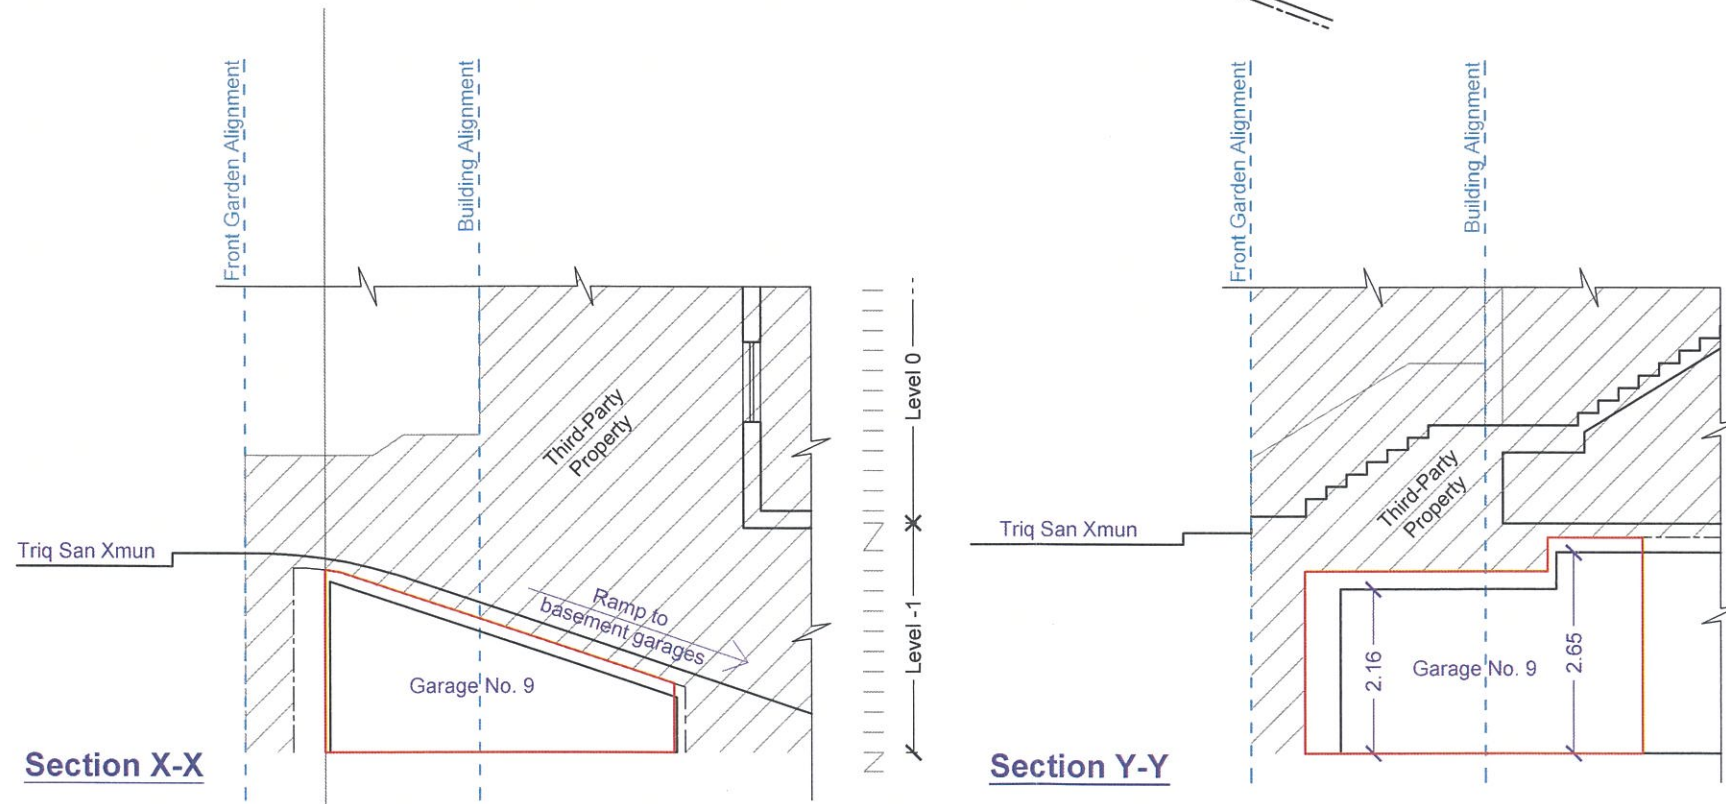 Front Garden Alignment
Building Alignment
Third-Party
Property
Triq San Xmun
Ramp to
basement garages
Garage No. 9
Section X-X
Level 0
Level -1
Front Garden Alignment
Building Alignment
Third-Party
Property
Triq San Xmun
2.16
Garage No. 9
2.65
Section Y-Y